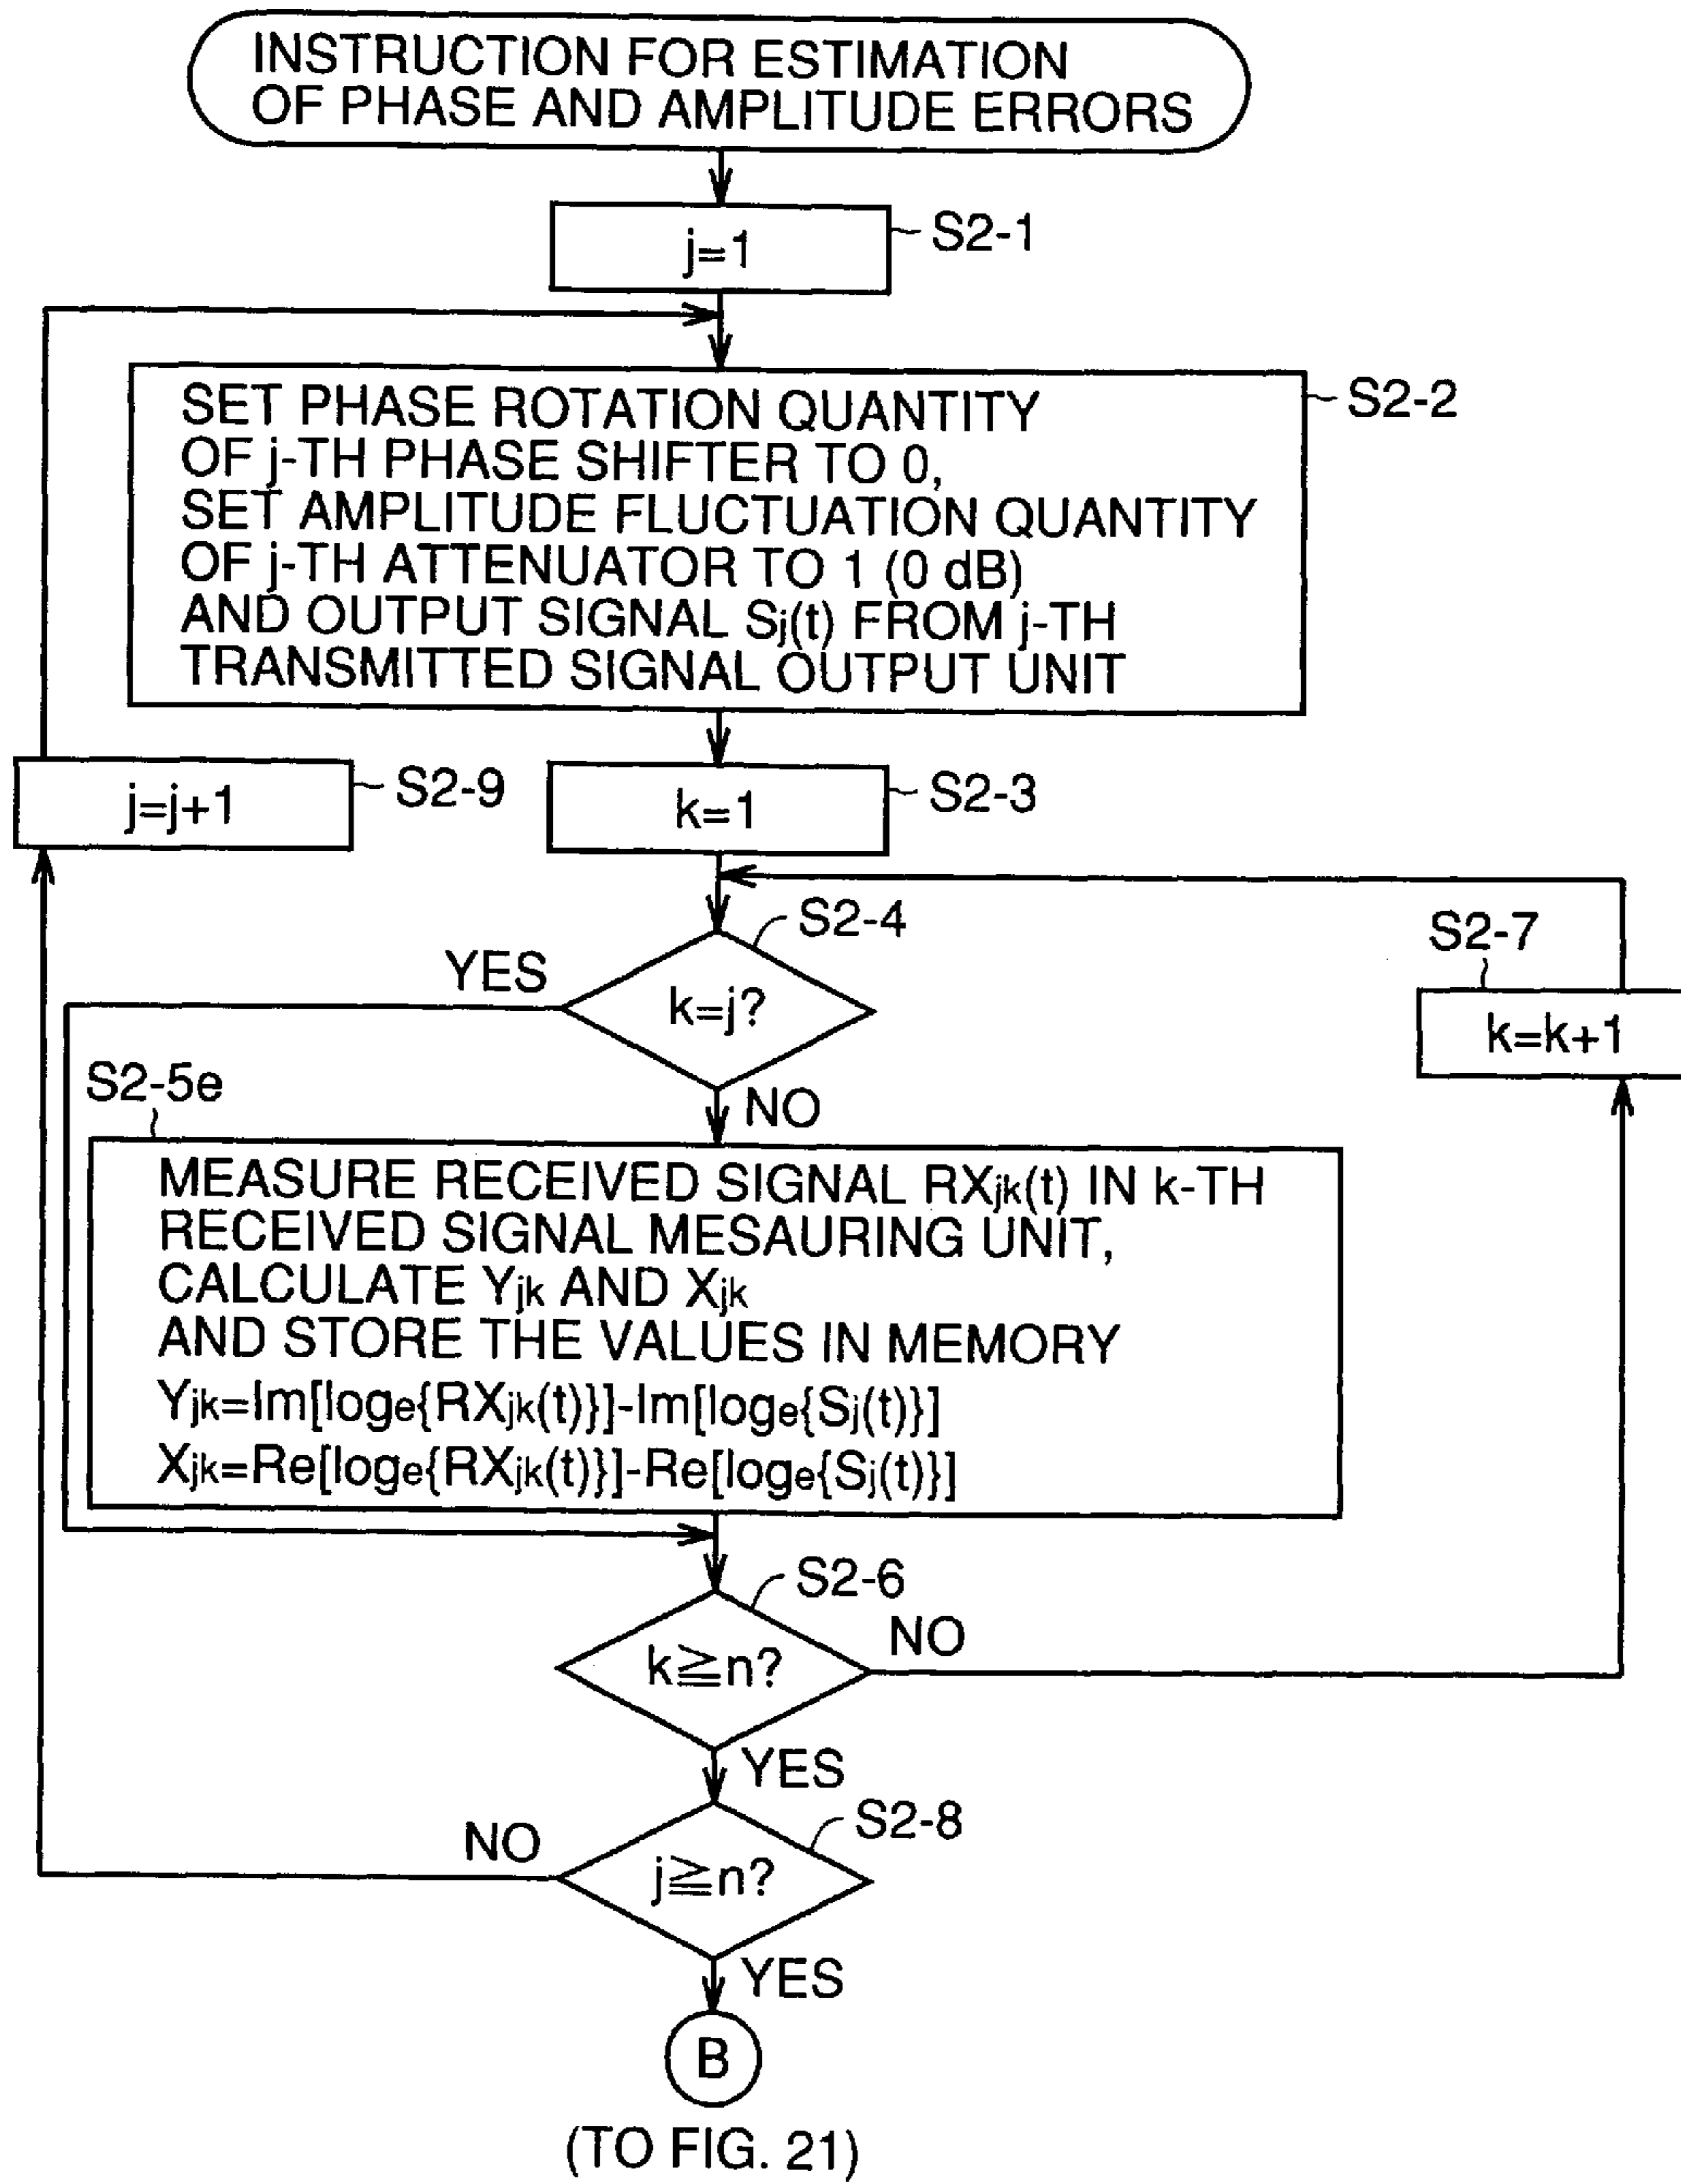 INSTRUCTION FOR ESTIMATION
OF PHASE AND AMPLITUDE ERRORS
j=1
S2-1
SET PHASE ROTATION QUANTITY
OF j-TH PHASE SHIFTER TO 0,
SET AMPLITUDE FLUCTUATION QUANTITY
OF j-TH ATTENUATOR TO 1 (0 dB)
AND OUTPUT SIGNAL Sj(t) FROM j-TH
TRANSMITTED SIGNAL OUTPUT UNIT
S2-2
j=j+1
S2-9
k=1
S2-3
S2-4
YES
k=j?
NO
S2-7
k=k+1
S2-5e
MEASURE RECEIVED SIGNAL RXjk(t) IN k-TH
RECEIVED SIGNAL MESAURING UNIT,
CALCULATE Yjk AND Xjk
AND STORE THE VALUES IN MEMORY
Yjk=Im[loge{RXjk(t)}]-Im[loge{Sj(t)}]
Xjk=Re[loge{RXjk(t)}]-Re[loge{Sj(t)}]
S2-6
k≧n?
NO
YES
S2-8
NO
j≧n?
YES
B
(TO FIG. 21)